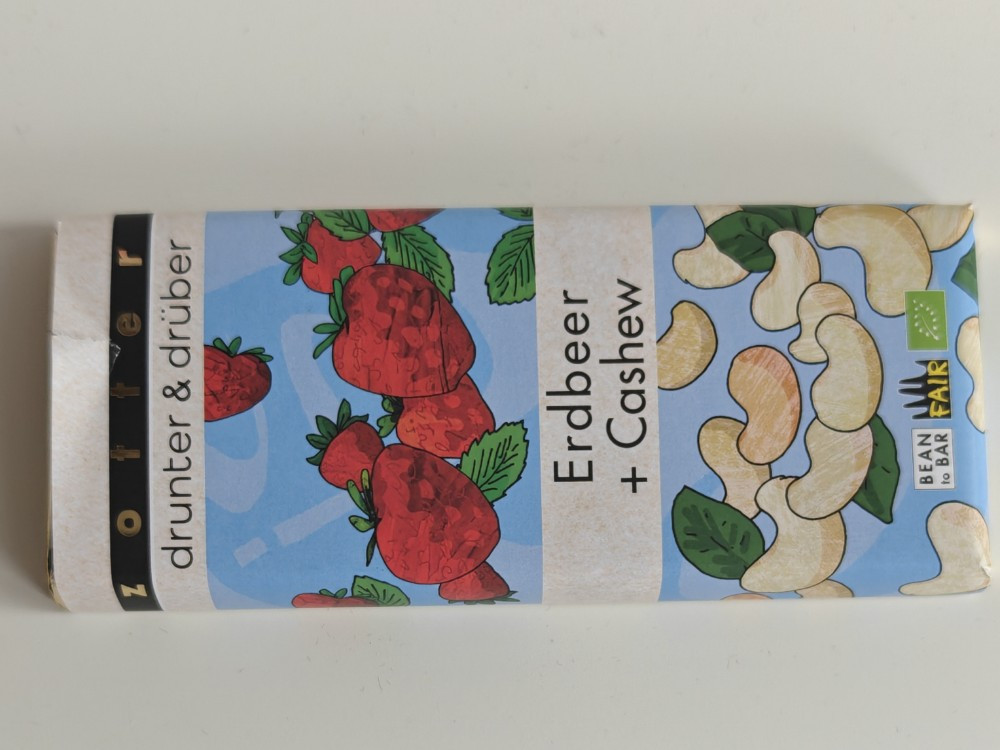 zotter
drunter & drüber
Erdbeer
+ Cashew
BEAN
to BAR
FAIR